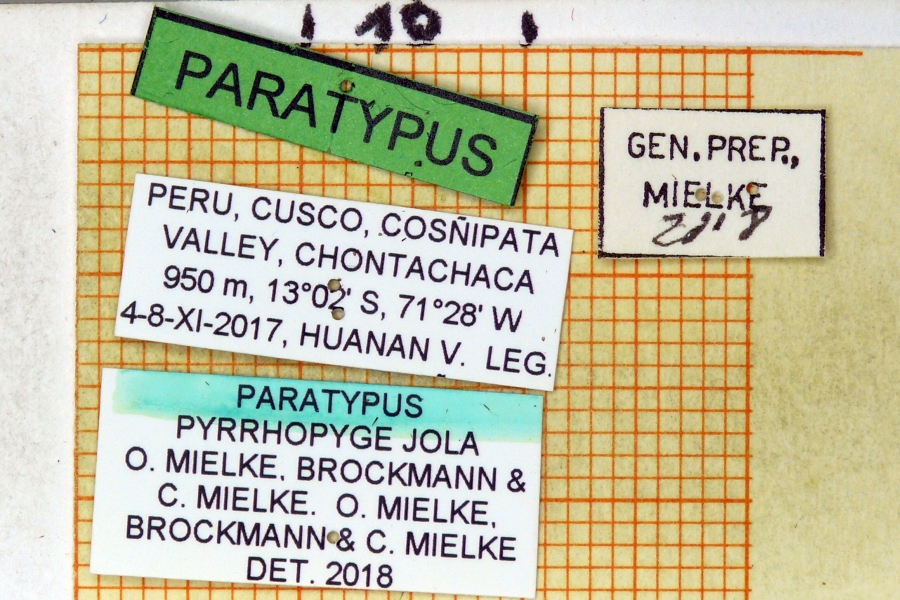 10
PARATYPUS
GEN. PREP.,
MIELKE
2018
PERU, CUSCO, COSÑIPATA
VALLEY, CHONTACHACA
950 m, 13°02' S, 71°28' W
4-8-XI-2017, HUANAN V. LEG.
PARATYPUS
PYRRHOPYGE JOLA
O. MIELKE, BROCKMANN &
C. MIELKE. O. MIELKE,
BROCKMANN & C. MIELKE
DET. 2018